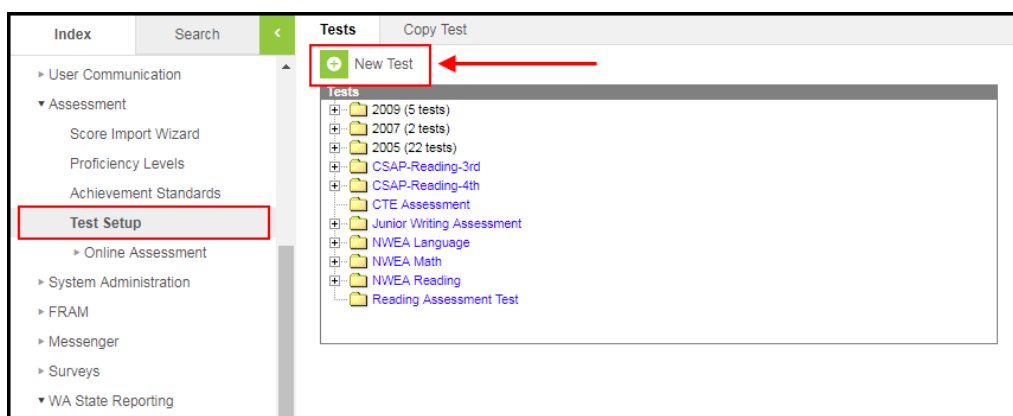 Index
Search
User Communication
Assessment
Score Import Wizard
Proficiency Levels
Achievement Standards
Test Setup
Online Assessment
System Administration
FRAM
Messenger
Surveys
WA State Reporting
Tests
Copy Test
New Test
Tests
2009 (5 tests)
2007 (2 tests)
2005 (22 tests)
CSAP-Reading-3rd
CSAP-Reading-4th
CTE Assessment
Junior Writing Assessment
NWEA Language
NWEA Math
NWEA Reading
Reading Assessment Test